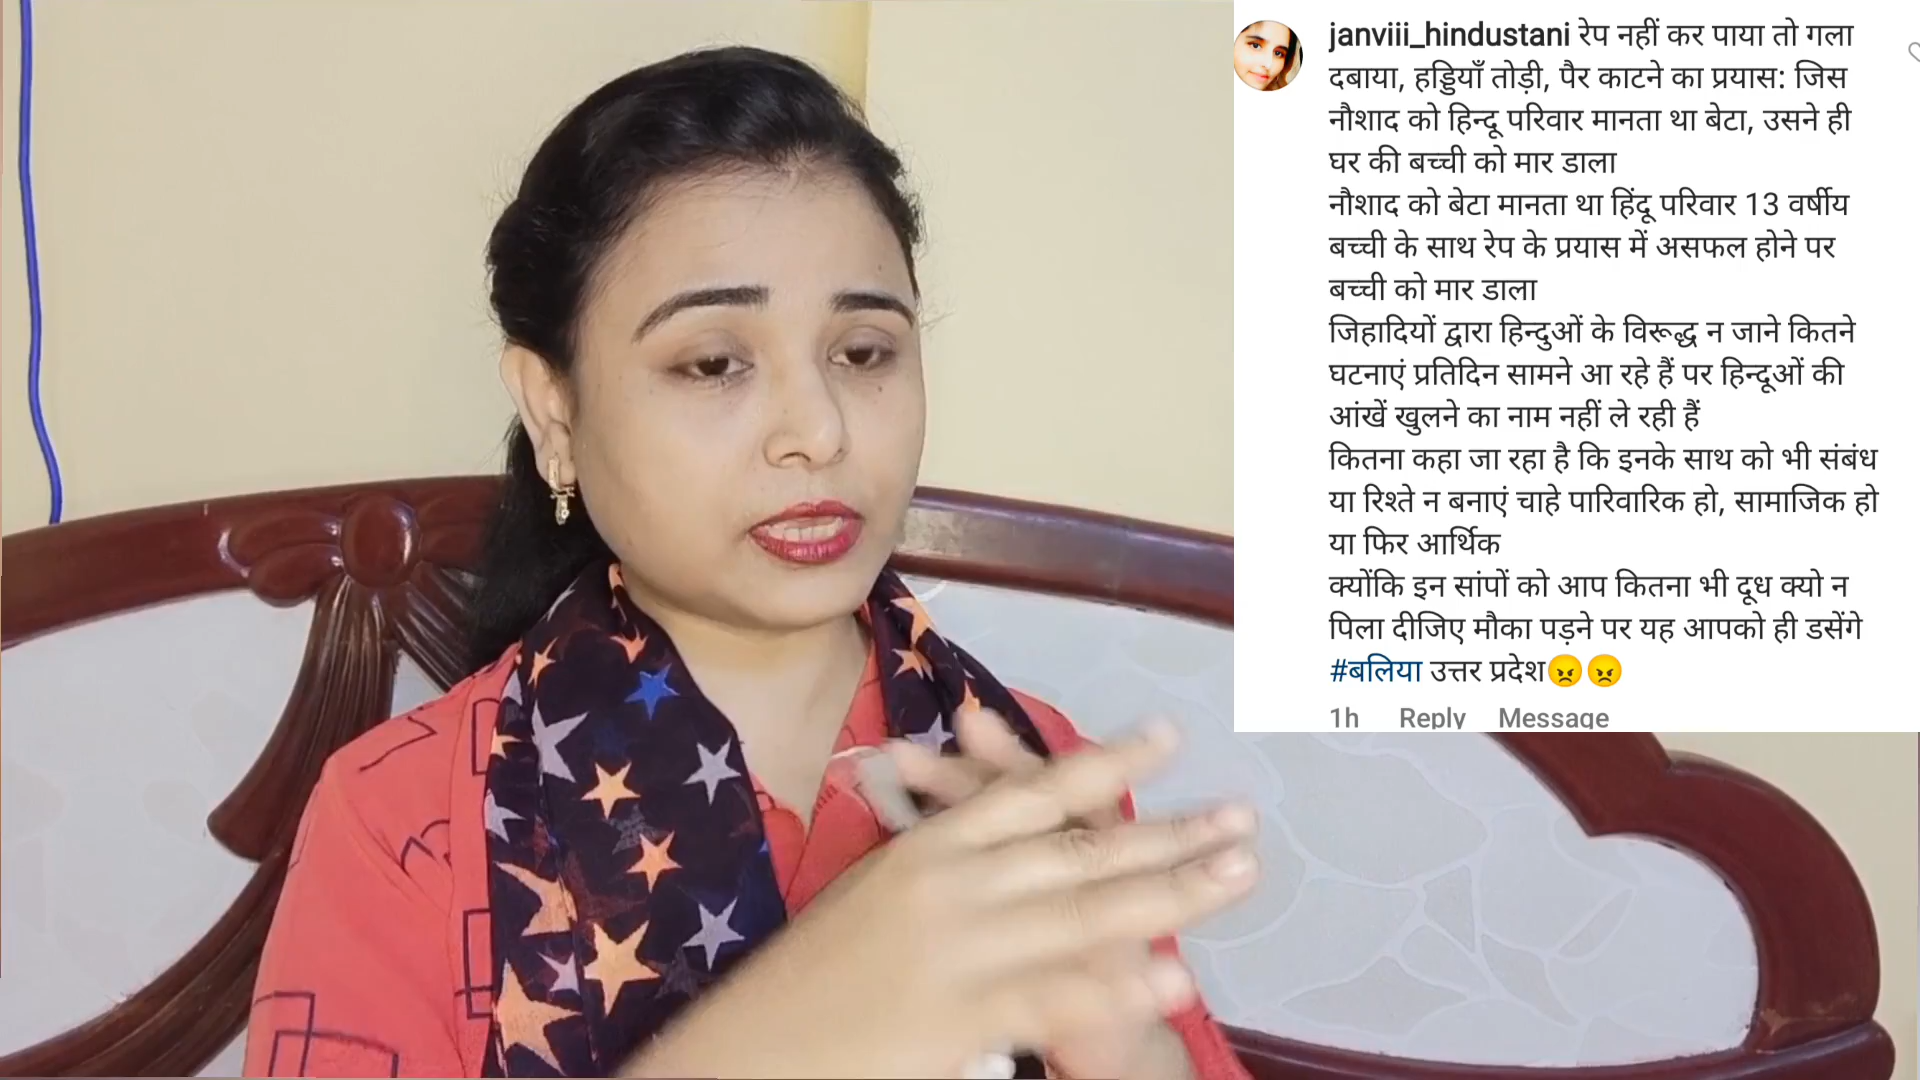 janviii_hindustani रेप नहीं कर पाया तो गला
दबाया, हड्डियाँ तोड़ी, पैर काटने का प्रयास: जिस
नौशाद को हिन्दू परिवार मानता था बेटा, उसने ही
घर की बच्ची को मार डाला
नौशाद को बेटा मानता था हिंदू परिवार 13 वर्षीय
बच्ची के साथ रेप के प्रयास में असफल होने पर
बच्ची को मार डाला
जिहादियों द्वारा हिन्दुओं के विरूद्ध न जाने कितने
घटनाएं प्रतिदिन सामने आ रहे हैं पर हिन्दूओं की
आंखें खुलने का नाम नहीं ले रही हैं
कितना कहा जा रहा है कि इनके साथ को भी संबंध
या रिश्ते न बनाएं चाहे पारिवारिक हो, सामाजिक हो
या फिर आर्थिक
क्योंकि इन सांपों को आप कितना भी दूध क्यो न
पिला दीजिए मौका पड़ने पर यह आपको ही डसेंगे
#बलिया उत्तर प्रदेश😠😠
1h Reply Message